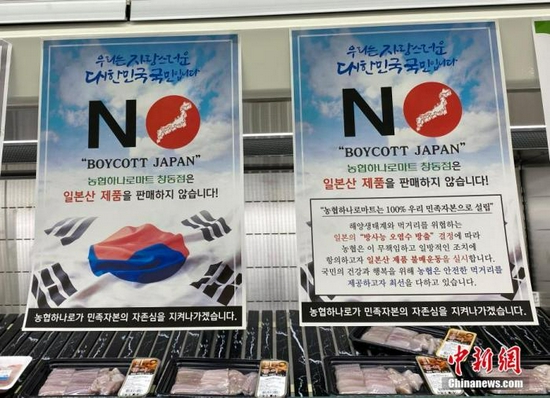 우리는 자랑스러운
대한민국 국민입니다
NO
"BOYCOTT JAPAN"
농협하나로마트 창동점은
일본산 제품을 판매하지 않습니다!
농협하나로가 민족자본의 자존심을 지켜나가겠습니다.
우리는 자랑스러운
대한민국 국민입니다
NO
"BOYCOTT JAPAN"
농협하나로마트 창동점은
일본산 제품을 판매하지 않습니다!
"농협하나로마트는 100% 우리 민족자본으로 설립"
해양생태계와 먹거리를 위협하는
일본의 "방사능 오염수 방출" 결정에 따라
농협은 이 무책임하고 일방적인 조치에
항의하고자 일본산 제품 불매운동을 실시합니다.
국민의 건강과 행복을 위해 농협은 안전한 먹거리를
제공하고자 최선을 다하고 있습니다.
농협하나로가 민족자본의 자존심을 지켜나가겠습니다.
中新网
www.chinanews.com